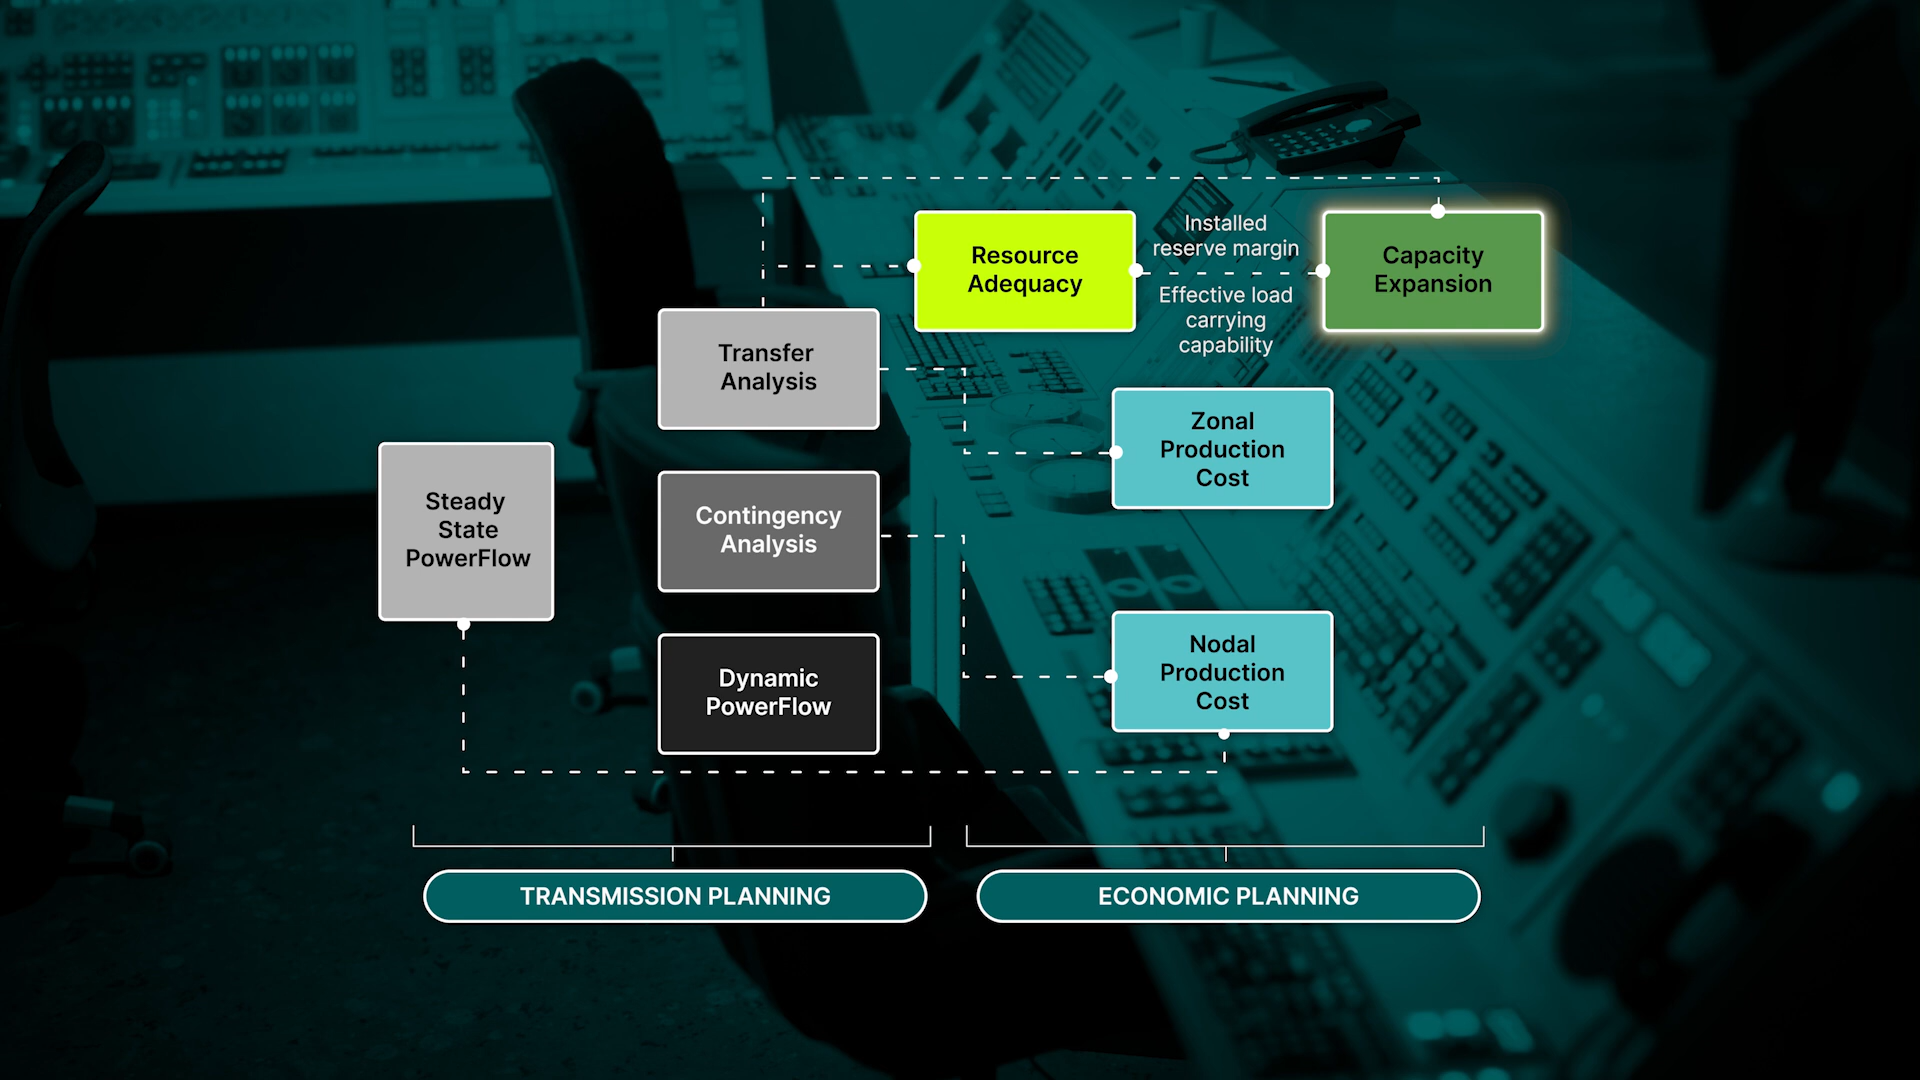 Resource
Adequacy
Installed
reserve margin
Effective load
carrying
capability
Capacity
Expansion
Transfer
Analysis
Zonal
Production
Cost
Steady
State
PowerFlow
Contingency
Analysis
Nodal
Production
Cost
Dynamic
PowerFlow
TRANSMISSION PLANNING
ECONOMIC PLANNING